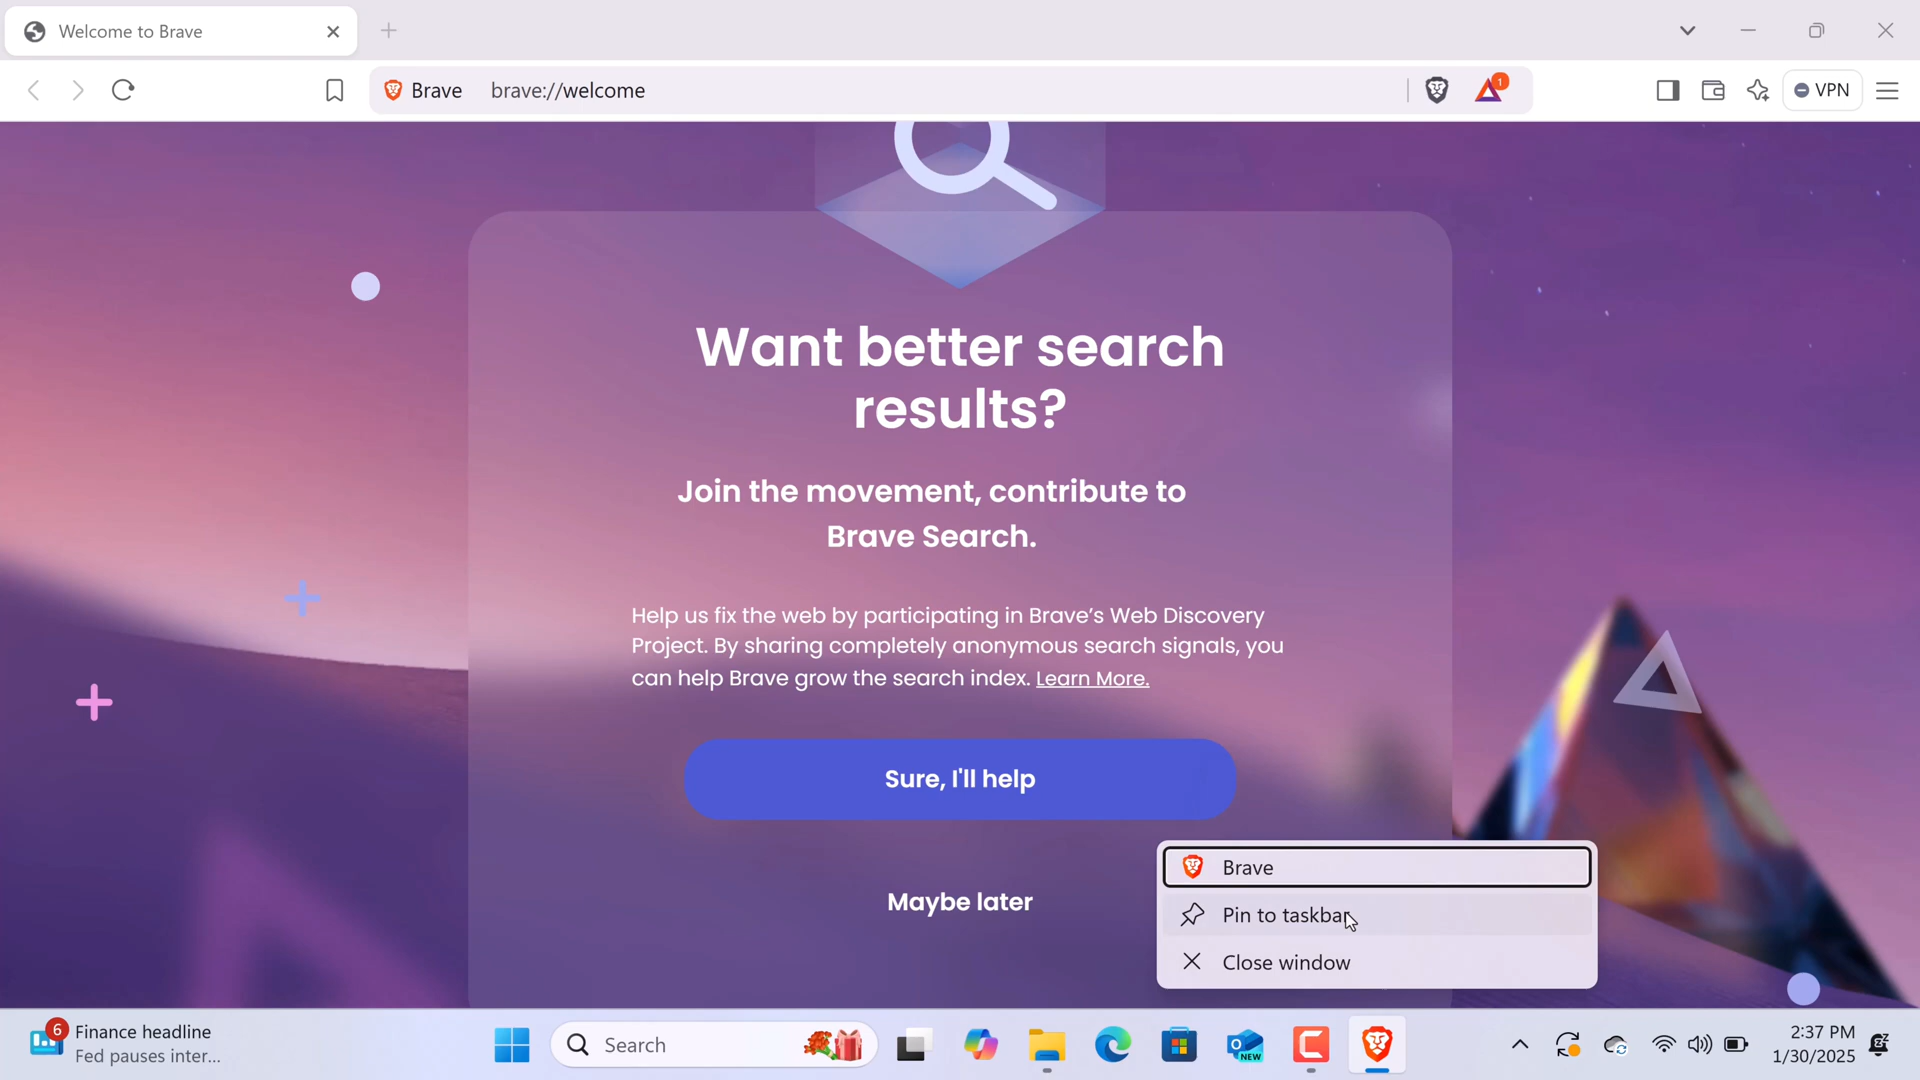 Welcome to Brave
Brave brave://welcome
1
VPN
Want better search
results?
Join the movement, contribute to
Brave Search.
Help us fix the web by participating in Brave's Web Discovery
Project. By sharing completely anonymous search signals, you
can help Brave grow the search index. Learn More.
Sure, I'll help
Maybe later
Brave
Pin to taskbar
Close window
6
Finance headline
Fed pauses inter...
Search
NEW
2:37 PM
1/30/2025